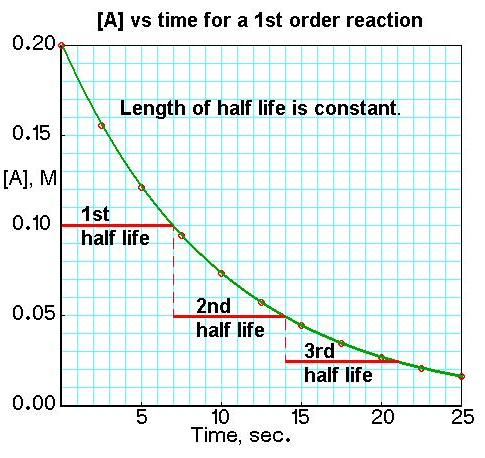 [A] vs time for a 1st order reaction
0.20
Length of half life is constant.
0.15
[A], M
1st
half life
0.10
2nd
half life
0.05
3rd
half life
0.00
5 10 15 20 25
Time, sec.